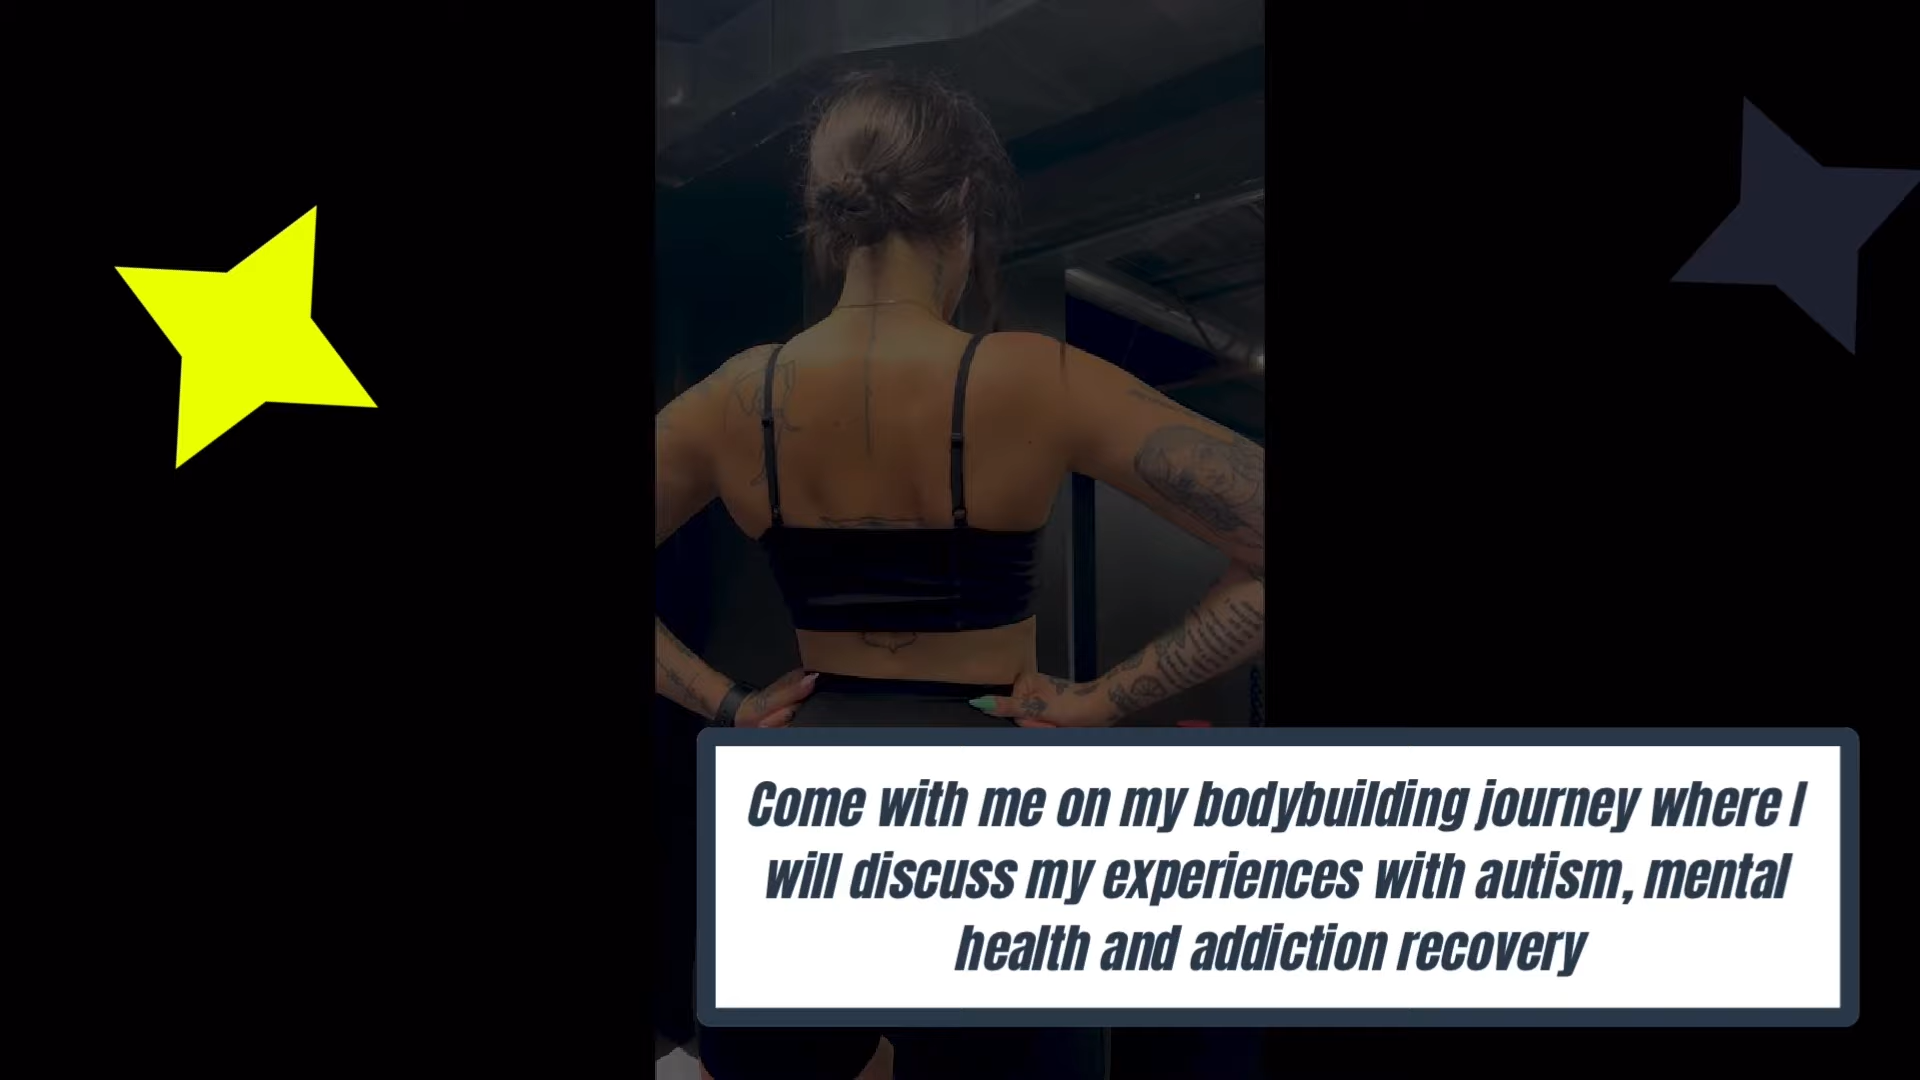 Come with me on my bodybuilding journey where I
will discuss my experiences with autism, mental
health and addiction recovery